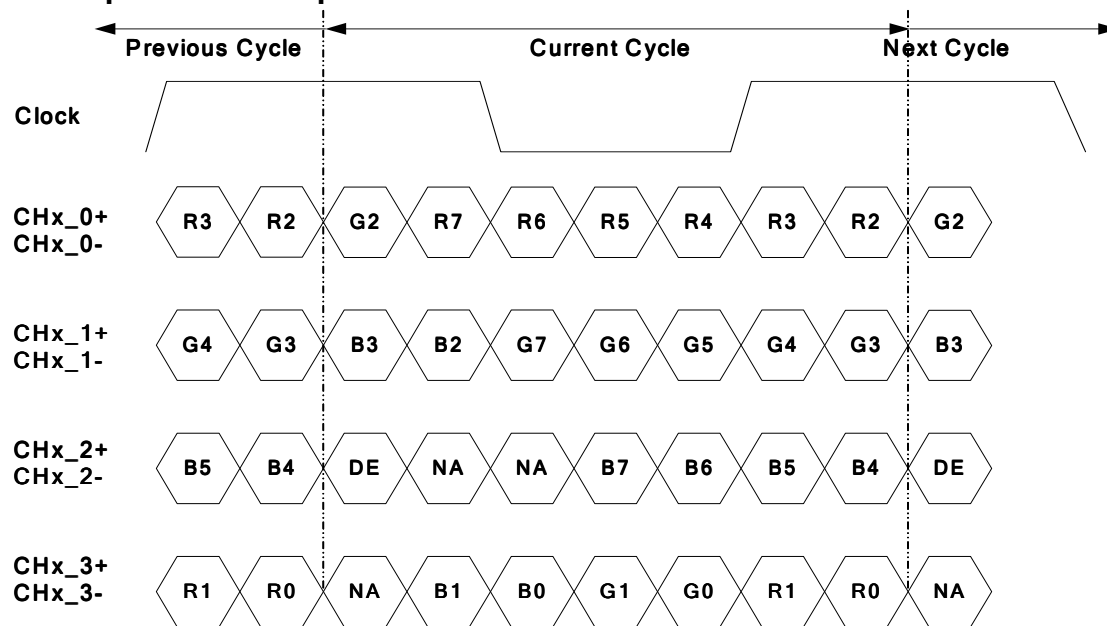 Previous Cycle Current Cycle Next Cycle
Clock
CHx_0+
CHx_0-
R3 R2 G2 R7 R6 R5 R4 R3 R2 G2
CHx_1+
CHx_1-
G4 G3 B3 B2 G7 G6 G5 G4 G3 B3
CHx_2+
CHx_2-
B5 B4 DE NA NA B7 B6 B5 B4 DE
CHx_3+
CHx_3-
R1 R0 NA B1 B0 G1 G0 R1 R0 NA